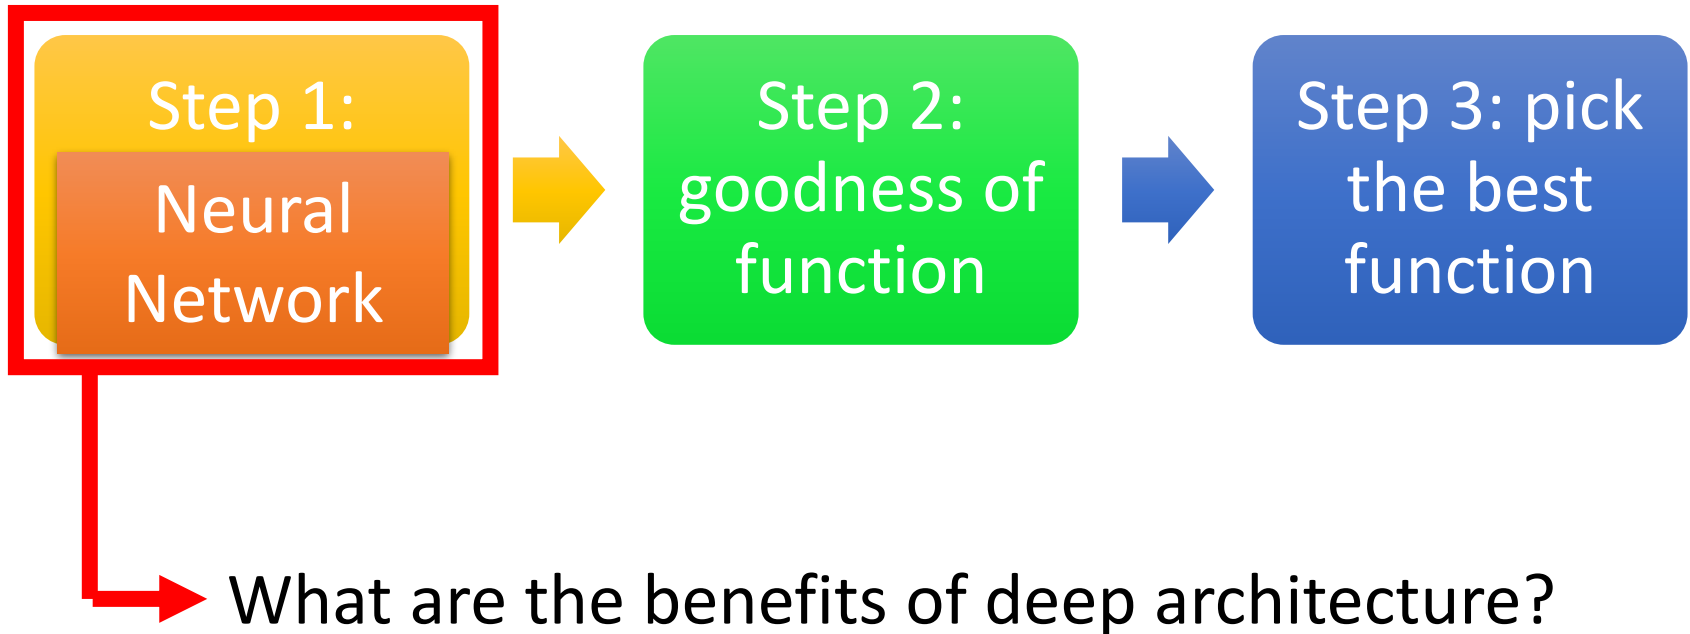 Step 1:
Neural
Network
Step 2:
goodness of
function
Step 3: pick
the best
function
What are the benefits of deep architecture?